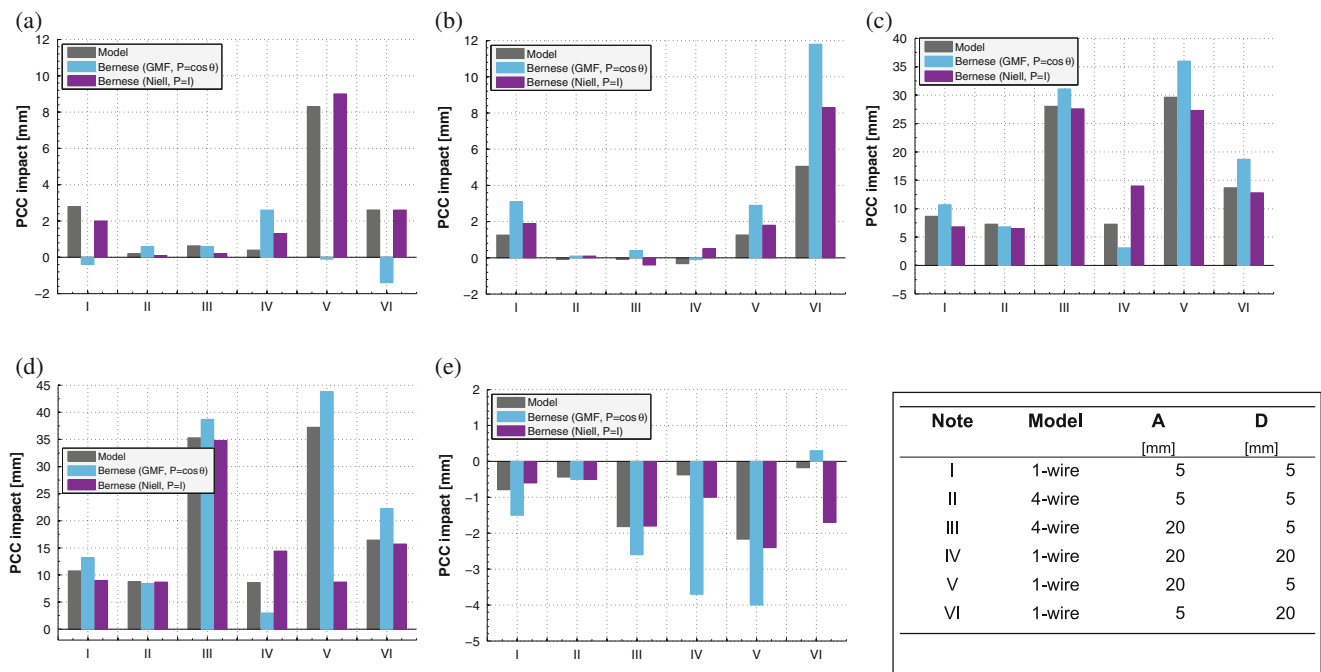 (a)
12
10
8
6
4
2
0
−2
PCC impact [mm]
Model
Bernese (GMF, P=cosθ)
Bernese (Niell, P=I)
I II III IV V VI
(b)
12
10
8
6
4
2
0
−2
PCC impact [mm]
Model
Bernese (GMF, P=cosθ)
Bernese (Niell, P=I)
I II III IV V VI
(c)
40
35
30
25
20
15
10
5
0
−5
PCC impact [mm]
Model
Bernese (GMF, P=cosθ)
Bernese (Niell, P=I)
I II III IV V VI
(d)
45
40
35
30
25
20
15
10
5
0
PCC impact [mm]
Model
Bernese (GMF, P=cosθ)
Bernese (Niell, P=I)
I II III IV V VI
(e)
2
1
0
−1
−2
−3
−4
−5
PCC impact [mm]
Model
Bernese (GMF, P=cosθ)
Bernese (Niell, P=I)
I II III IV V VI
Note Model A D
[mm] [mm]
I 1-wire 5 5
II 4-wire 5 5
III 4-wire 20 5
IV 1-wire 20 20
V 1-wire 20 5
VI 1-wire 5 20